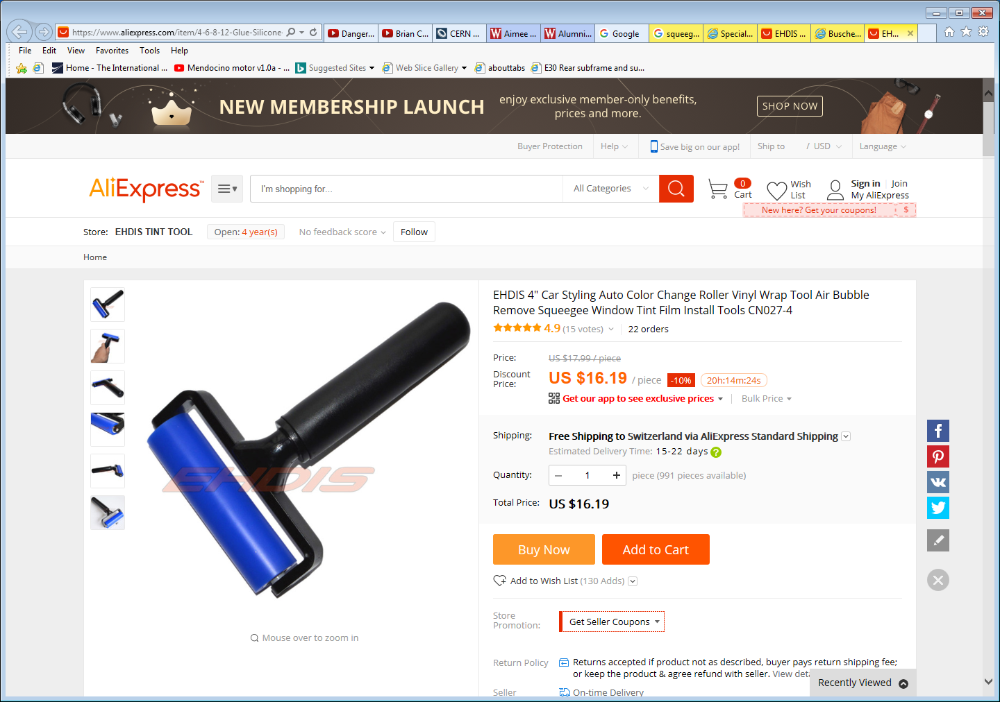 https://www.aliexpress.com/item/4-6-8-12-Glue-Silicone
Danger...
Brian C...
CERN ...
Aimee ...
Alumni...
Google
squeeg...
Special...
EHDIS ...
Busche...
EH...
File Edit View Favorites Tools Help
Home - The International ...
Mendocino motor v1.0a - ...
Suggested Sites
Web Slice Gallery
abouttabs
E30 Rear subframe and su...
NEW MEMBERSHIP LAUNCH
enjoy exclusive member-only benefits,
prices and more.
SHOP NOW
Buyer Protection
Help
Save big on our app!
Ship to / USD
Language
AliExpress™
I'm shopping for...
All Categories
0
Cart
Wish
List
Sign in Join
My AliExpress
New here? Get your coupons! $
Store: EHDIS TINT TOOL
Open: 4 year(s)
No feedback score
Follow
Home
EHDIS
Mouse over to zoom in
EHDIS 4" Car Styling Auto Color Change Roller Vinyl Wrap Tool Air Bubble
Remove Squeegee Window Tint Film Install Tools CN027-4
4.9 (15 votes) 22 orders
Price: US $17.99 / piece
Discount
Price: US $16.19 / piece -10% 20h:14m:24s
Get our app to see exclusive prices Bulk Price
Shipping: Free Shipping to Switzerland via AliExpress Standard Shipping
Estimated Delivery Time: 15-22 days ?
Quantity: – 1 + piece (991 pieces available)
Total Price: US $16.19
Buy Now
Add to Cart
Add to Wish List (130 Adds)
Store
Promotion: Get Seller Coupons
Return Policy Returns accepted if product not as described, buyer pays return shipping fee;
or keep the product & agree refund with seller. View
Recently Viewed
Seller On-time Delivery